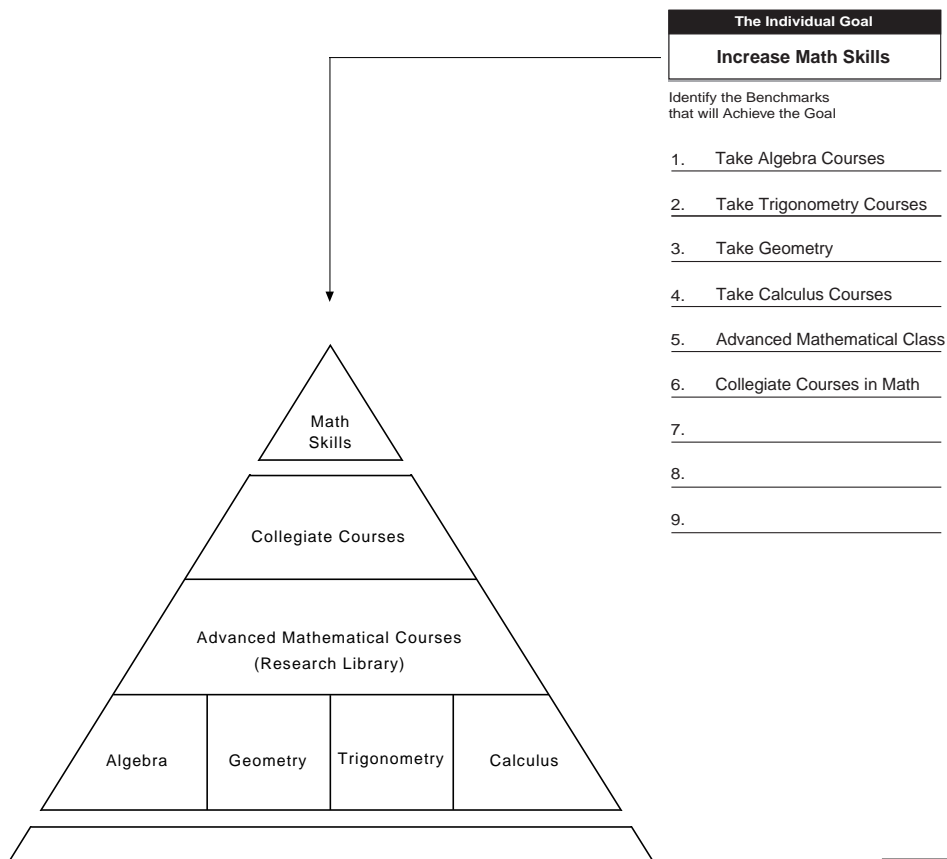 The Individual Goal
Increase Math Skills
Identify the Benchmarks
that will Achieve the Goal
1. Take Algebra Courses
2. Take Trigonometry Courses
3. Take Geometry
4. Take Calculus Courses
5. Advanced Mathematical Class
6. Collegiate Courses in Math
7.
8.
9.
Math
Skills
Collegiate Courses
Advanced Mathematical Courses
(Research Library)
Algebra Geometry Trigonometry Calculus